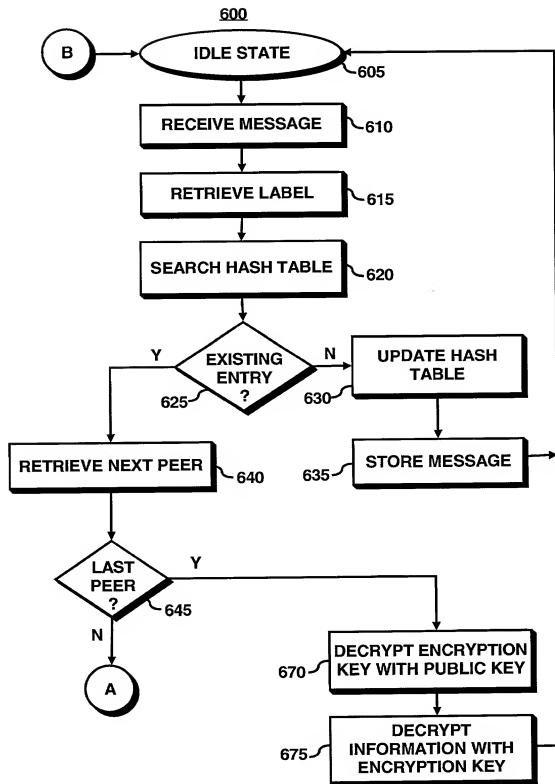 600
B
IDLE STATE
605
RECEIVE MESSAGE
610
RETRIEVE LABEL
615
SEARCH HASH TABLE
620
Y
EXISTING
ENTRY
?
N
625
UPDATE HASH
TABLE
630
RETRIEVE NEXT PEER
640
635
STORE MESSAGE
LAST
PEER
?
Y
645
N
A
DECRYPT ENCRYPTION
KEY WITH PUBLIC KEY
670
DECRYPT
INFORMATION WITH
ENCRYPTION KEY
675